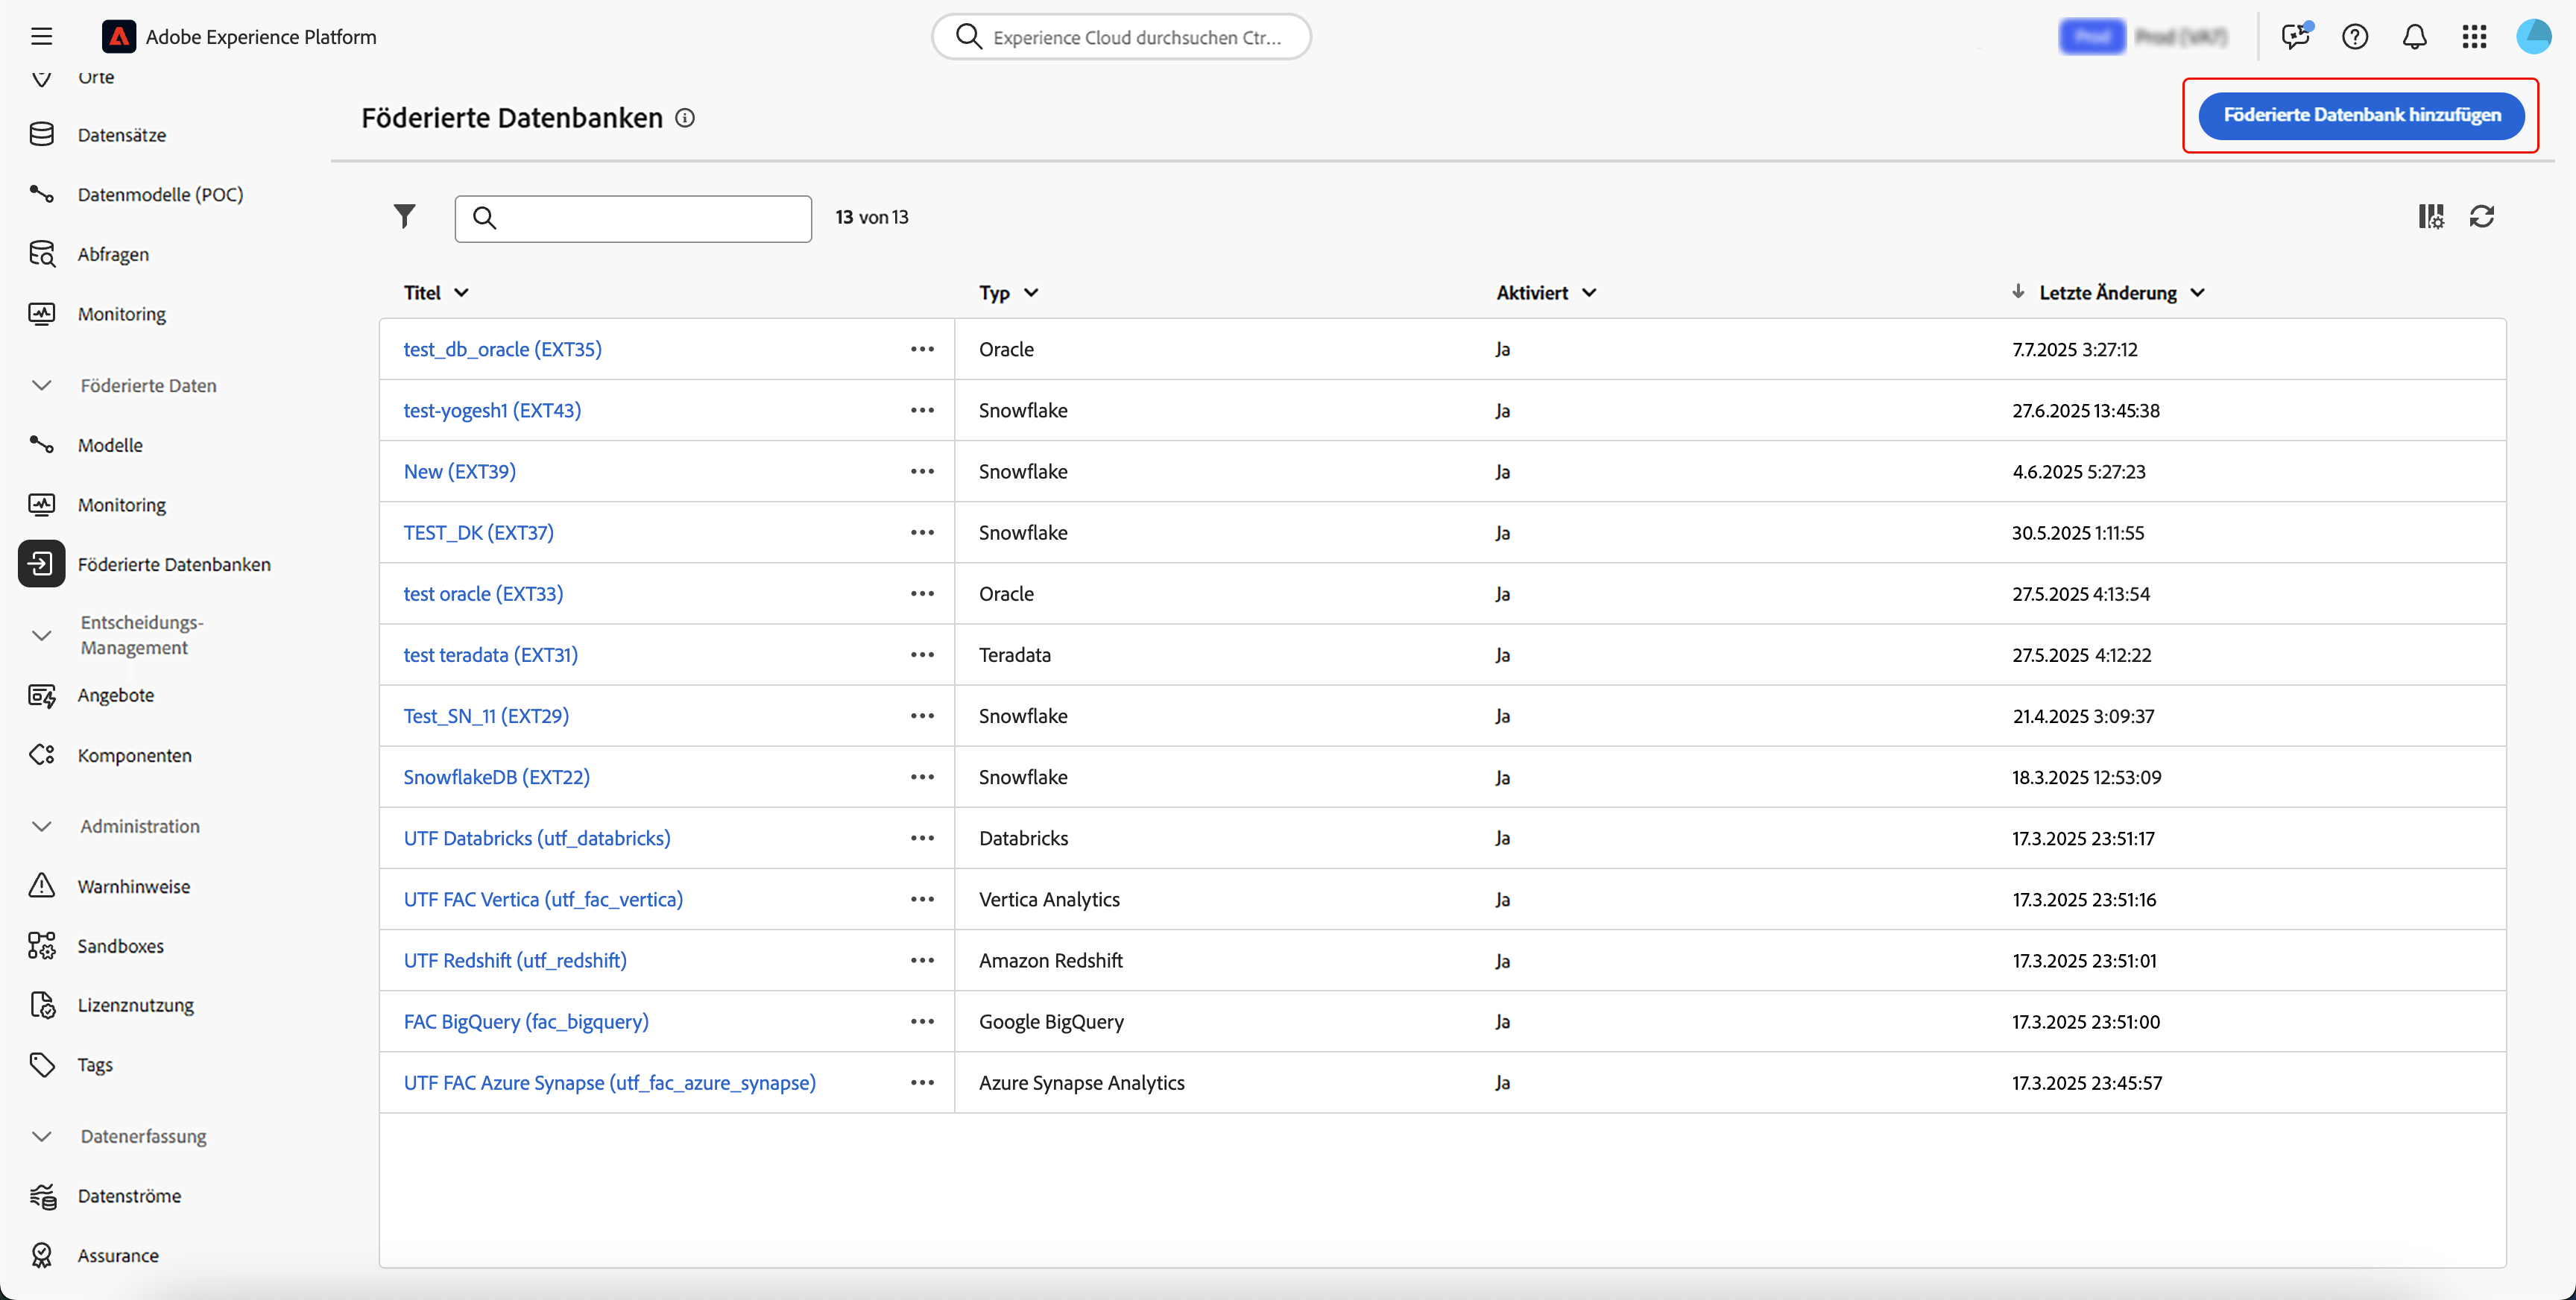 Adobe Experience Platform
Experience Cloud durchsuchen Ctr...
Prod Prod (VA7)
Orte
Datensätze
Datenmodelle (POC)
Abfragen
Monitoring
Föderierte Daten
Modelle
Monitoring
Föderierte Datenbanken
Entscheidungs-
Management
Angebote
Komponenten
Administration
Warnhinweise
Sandboxes
Lizenznutzung
Tags
Datenerfassung
Datenströme
Assurance
Föderierte Datenbanken
Föderierte Datenbank hinzufügen
13 von 13
Titel Typ Aktiviert Letzte Änderung
test_db_oracle (EXT35) Oracle Ja 7.7.2025 3:27:12
test-yogesh1 (EXT43) Snowflake Ja 27.6.2025 13:45:38
New (EXT39) Snowflake Ja 4.6.2025 5:27:23
TEST_DK (EXT37) Snowflake Ja 30.5.2025 1:11:55
test oracle (EXT33) Oracle Ja 27.5.2025 4:13:54
test teradata (EXT31) Teradata Ja 27.5.2025 4:12:22
Test_SN_11 (EXT29) Snowflake Ja 21.4.2025 3:09:37
SnowflakeDB (EXT22) Snowflake Ja 18.3.2025 12:53:09
UTF Databricks (utf_databricks) Databricks Ja 17.3.2025 23:51:17
UTF FAC Vertica (utf_fac_vertica) Vertica Analytics Ja 17.3.2025 23:51:16
UTF Redshift (utf_redshift) Amazon Redshift Ja 17.3.2025 23:51:01
FAC BigQuery (fac_bigquery) Google BigQuery Ja 17.3.2025 23:51:00
UTF FAC Azure Synapse (utf_fac_azure_synapse) Azure Synapse Analytics Ja 17.3.2025 23:45:57